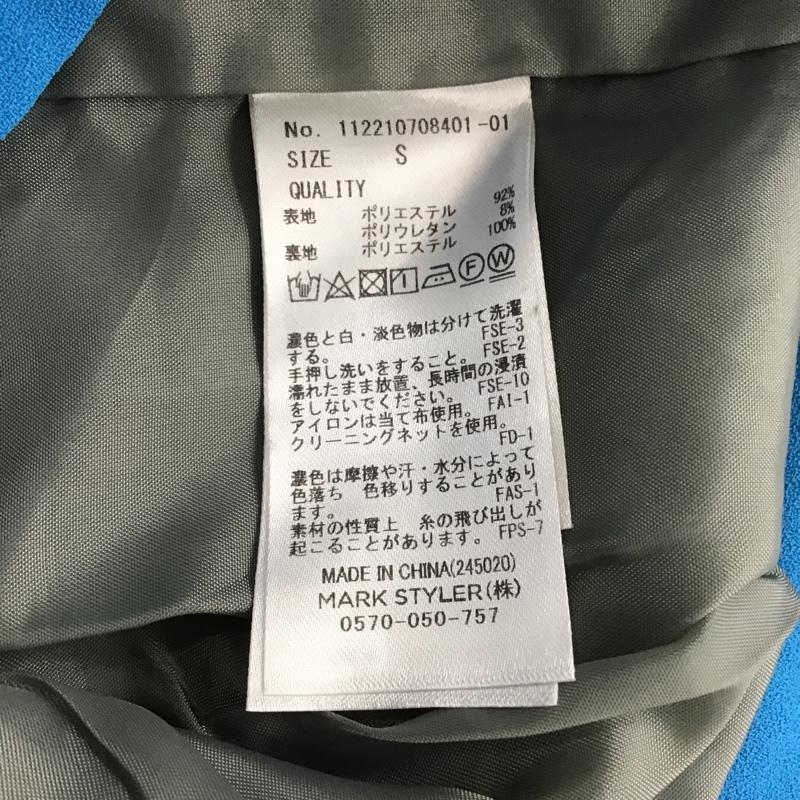 No. 112210708401-01
SIZE S
QUALITY
表地 ポリエステル 92%
ポリウレタン 8%
裏地 ポリエステル 100%
F W
濃色と白・淡色物は分けて洗濯
する。 FSE-3
手押し洗いをすること。 FSE-2
濡れたまま放置、長時間の浸漬
をしないでください。 FSE-10
アイロンは当て布使用。 FAI-1
クリーニングネットを使用。
FD-1
濃色は摩擦や汗・水分によって
色落ち 色移りすることがあり
ます。 FAS-1
素材の性質上 糸の飛び出しが
起こることがあります。 FPS-7
MADE IN CHINA(245020)
MARK STYLER(株)
0570-050-757